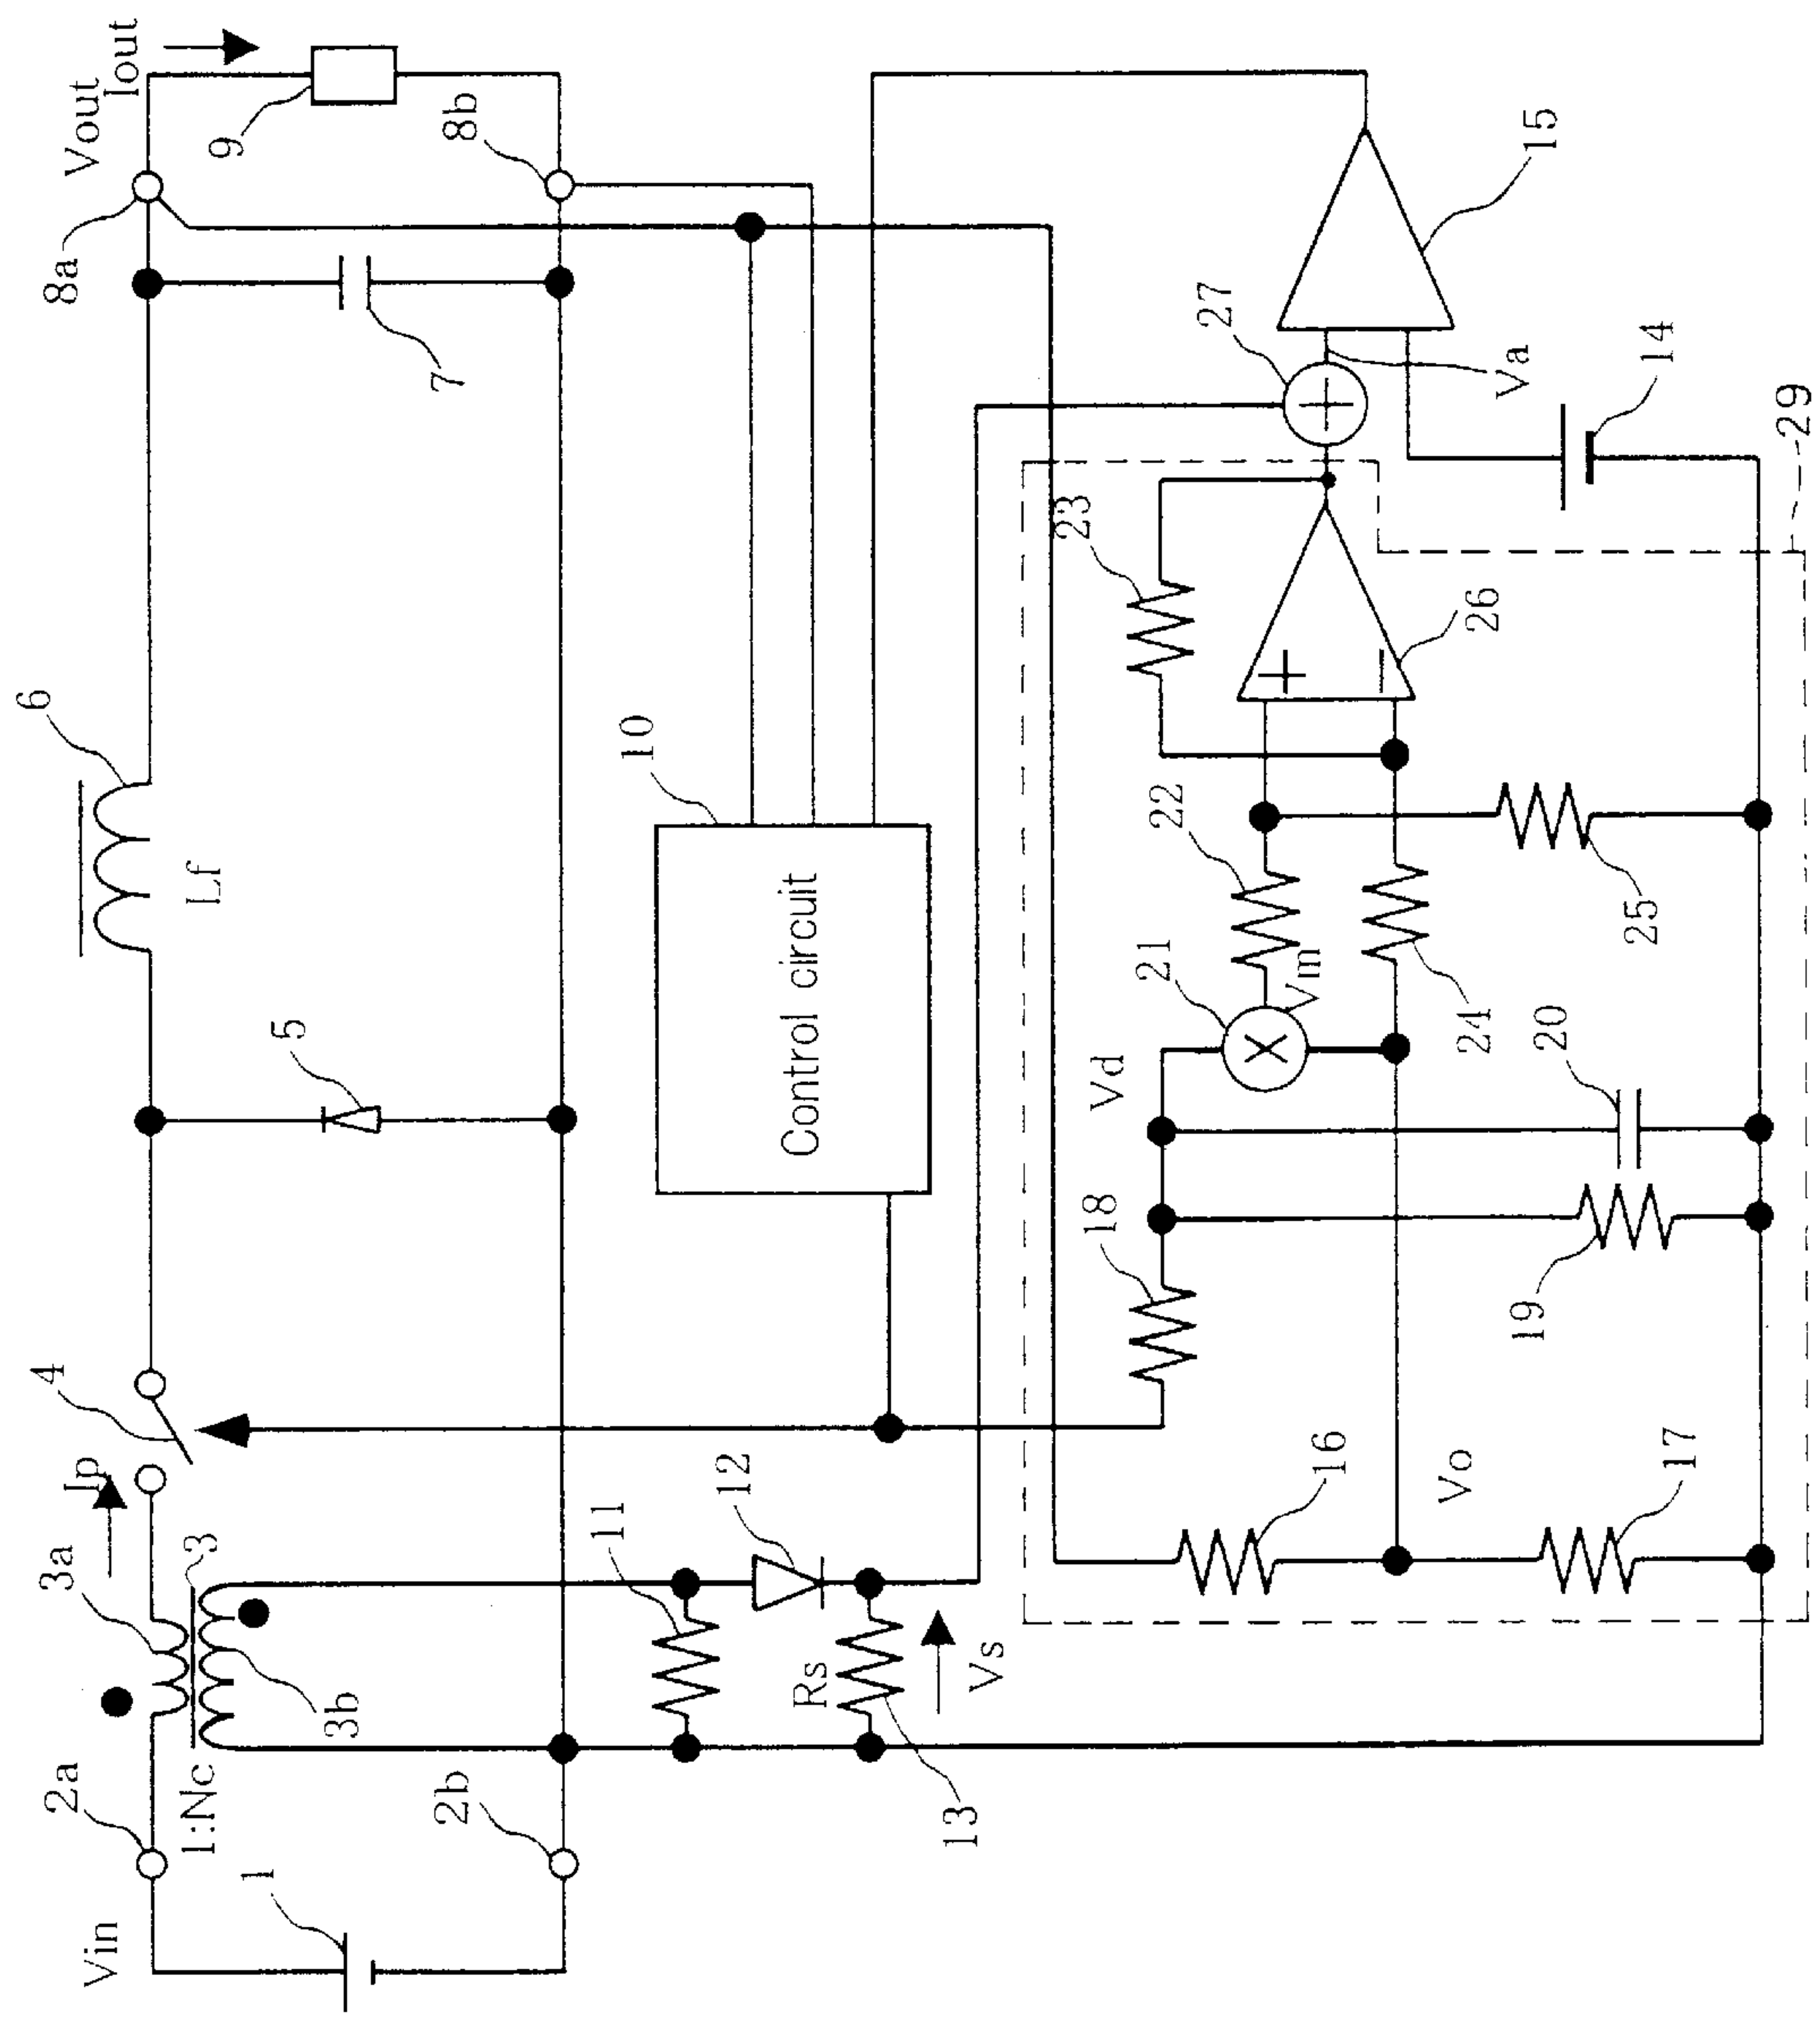 Vin
1
2a
2b
1:Nc
3a
3
3b
Ip
4
5
6
Lf
7
8a
Vout
Iout
9
8b
10
Control circuit
11
12
Rs
13
Vs
16
Vo
17
18
19
Vd
20
21
Vm
22
24
25
23
26
27
Va
14
15
29